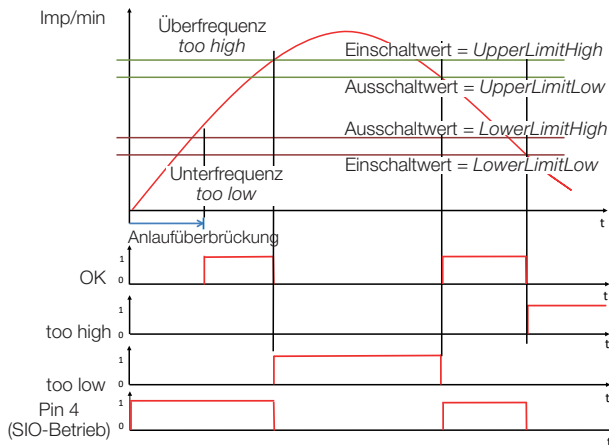 Imp/min
Überfrequenz
too high
Einschaltwert = UpperLimitHigh
Ausschaltwert = UpperLimitLow
Ausschaltwert = LowerLimitHigh
Einschaltwert = LowerLimitLow
Unterfrequenz
too low
t
Anlaufüberbrückung
1
0
OK
t
1
0
too high
t
1
0
too low
t
1
0
Pin 4
(SIO-Betrieb)
t